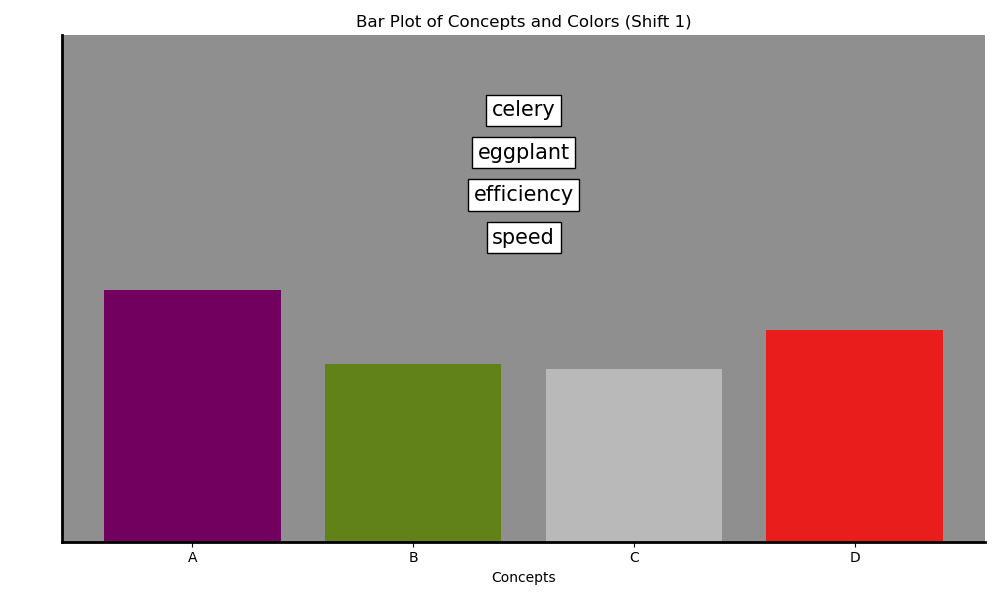 Bar Plot of Concepts and Colors (Shift 1)
celery
eggplant
efficiency
speed
A B C D
Concepts